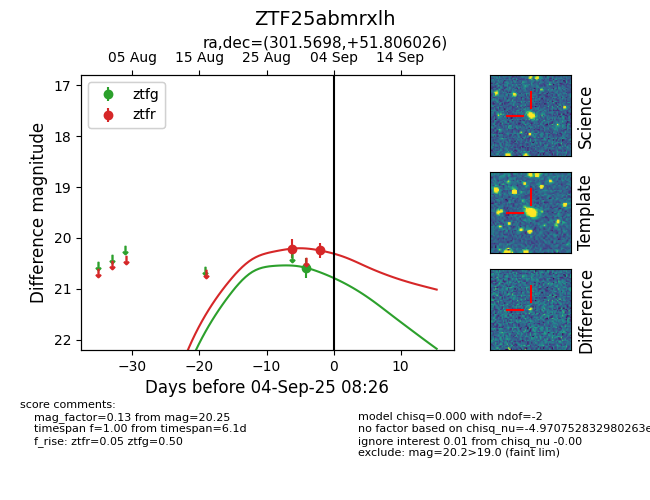 ZTF25abmrxlh
ra,dec=(301.5698,+51.806026)
05 Aug 15 Aug 25 Aug 04 Sep 14 Sep
17
18
19
20
21
22
Difference magnitude
ztfg
ztfr
−30 −20 −10 0 10
Days before 04-Sep-25 08:26
Science
Template
Difference
score comments:
mag_factor=0.13 from mag=20.25
timespan f=1.00 from timespan=6.1d
f_rise: ztfr=0.05 ztfg=0.50
model chisq=0.000 with ndof=-2
no factor based on chisq_nu=-4.970752832980263e
ignore interest 0.01 from chisq_nu -0.00
exclude: mag=20.2>19.0 (faint lim)